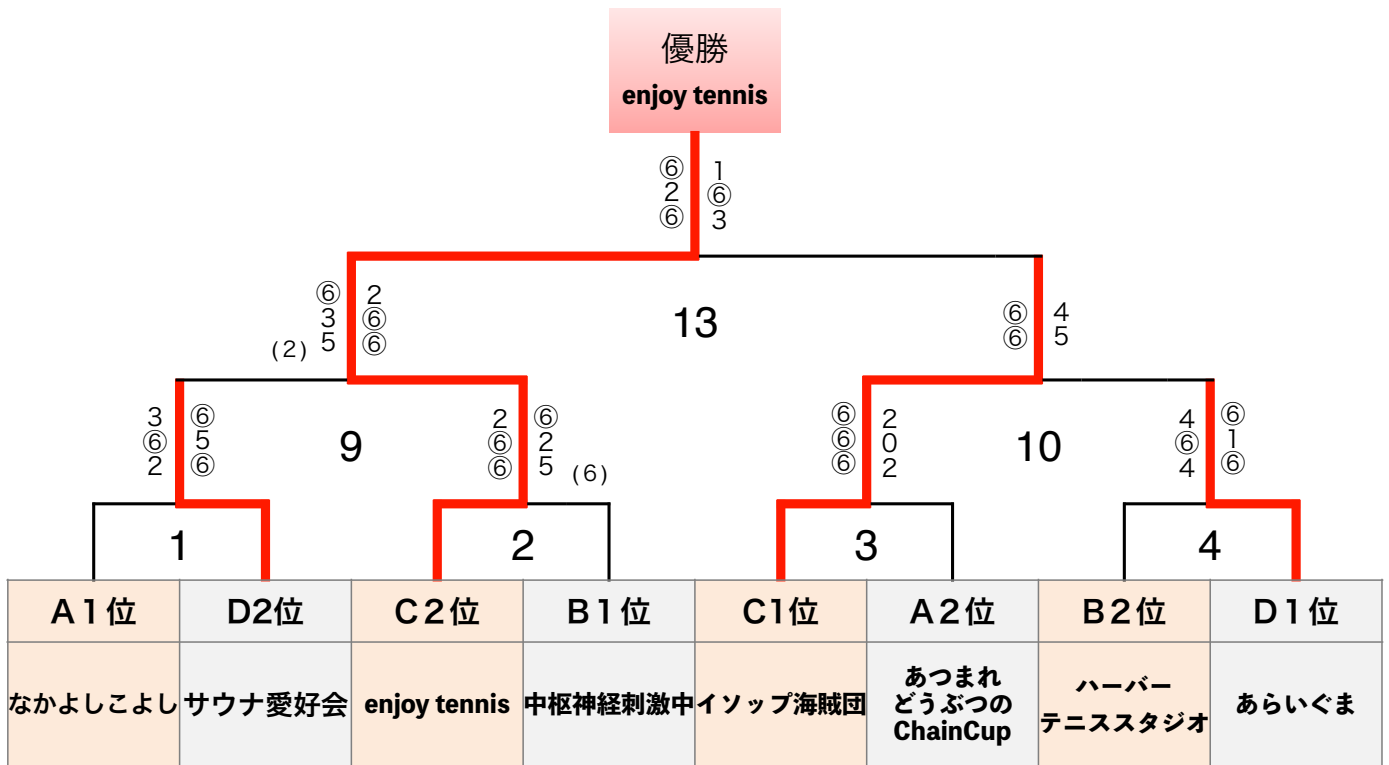 優勝
enjoy tennis
⑥ 1
2 ⑥
⑥ 3
⑥ 2
3 ⑥
5 ⑥
(2)
13
⑥ 4
⑥ 5
3 ⑥
⑥ 5
2 ⑥
9
2 ⑥
⑥ 2
⑥ 5
(6)
⑥ 2
⑥ 0
⑥ 2
10
4 ⑥
⑥ 1
4 ⑥
1
2
3
4
A1位
D2位
C2位
B1位
C1位
A2位
B2位
D1位
なかよしこよし
サウナ愛好会
enjoy tennis
中枢神経刺激中
イソップ海賊団
あつまれ
どうぶつの
ChainCup
ハーバー
テニススタジオ
あらいぐま